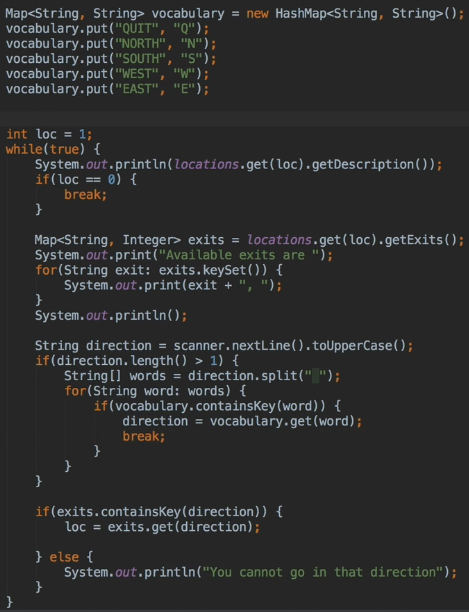 Map<String, String> vocabulary = new HashMap<String, String>();
vocabulary.put("QUIT", "Q");
vocabulary.put("NORTH", "N");
vocabulary.put("SOUTH", "S");
vocabulary.put("WEST", "W");
vocabulary.put("EAST", "E");
int loc = 1;
while(true) {
    System.out.println(locations.get(loc).getDescription());
    if(loc == 0) {
        break;
    }
    Map<String, Integer> exits = locations.get(loc).getExits();
    System.out.print("Available exits are ");
    for(String exit: exits.keySet()) {
        System.out.print(exit + ", ");
    }
    System.out.println();
    String direction = scanner.nextLine().toUpperCase();
    if(direction.length() > 1) {
        String[] words = direction.split(" ");
        for(String word: words) {
            if(vocabulary.containsKey(word)) {
                direction = vocabulary.get(word);
                break;
            }
        }
    }
    if(exits.containsKey(direction)) {
        loc = exits.get(direction);
    } else {
        System.out.println("You cannot go in that direction");
    }
}